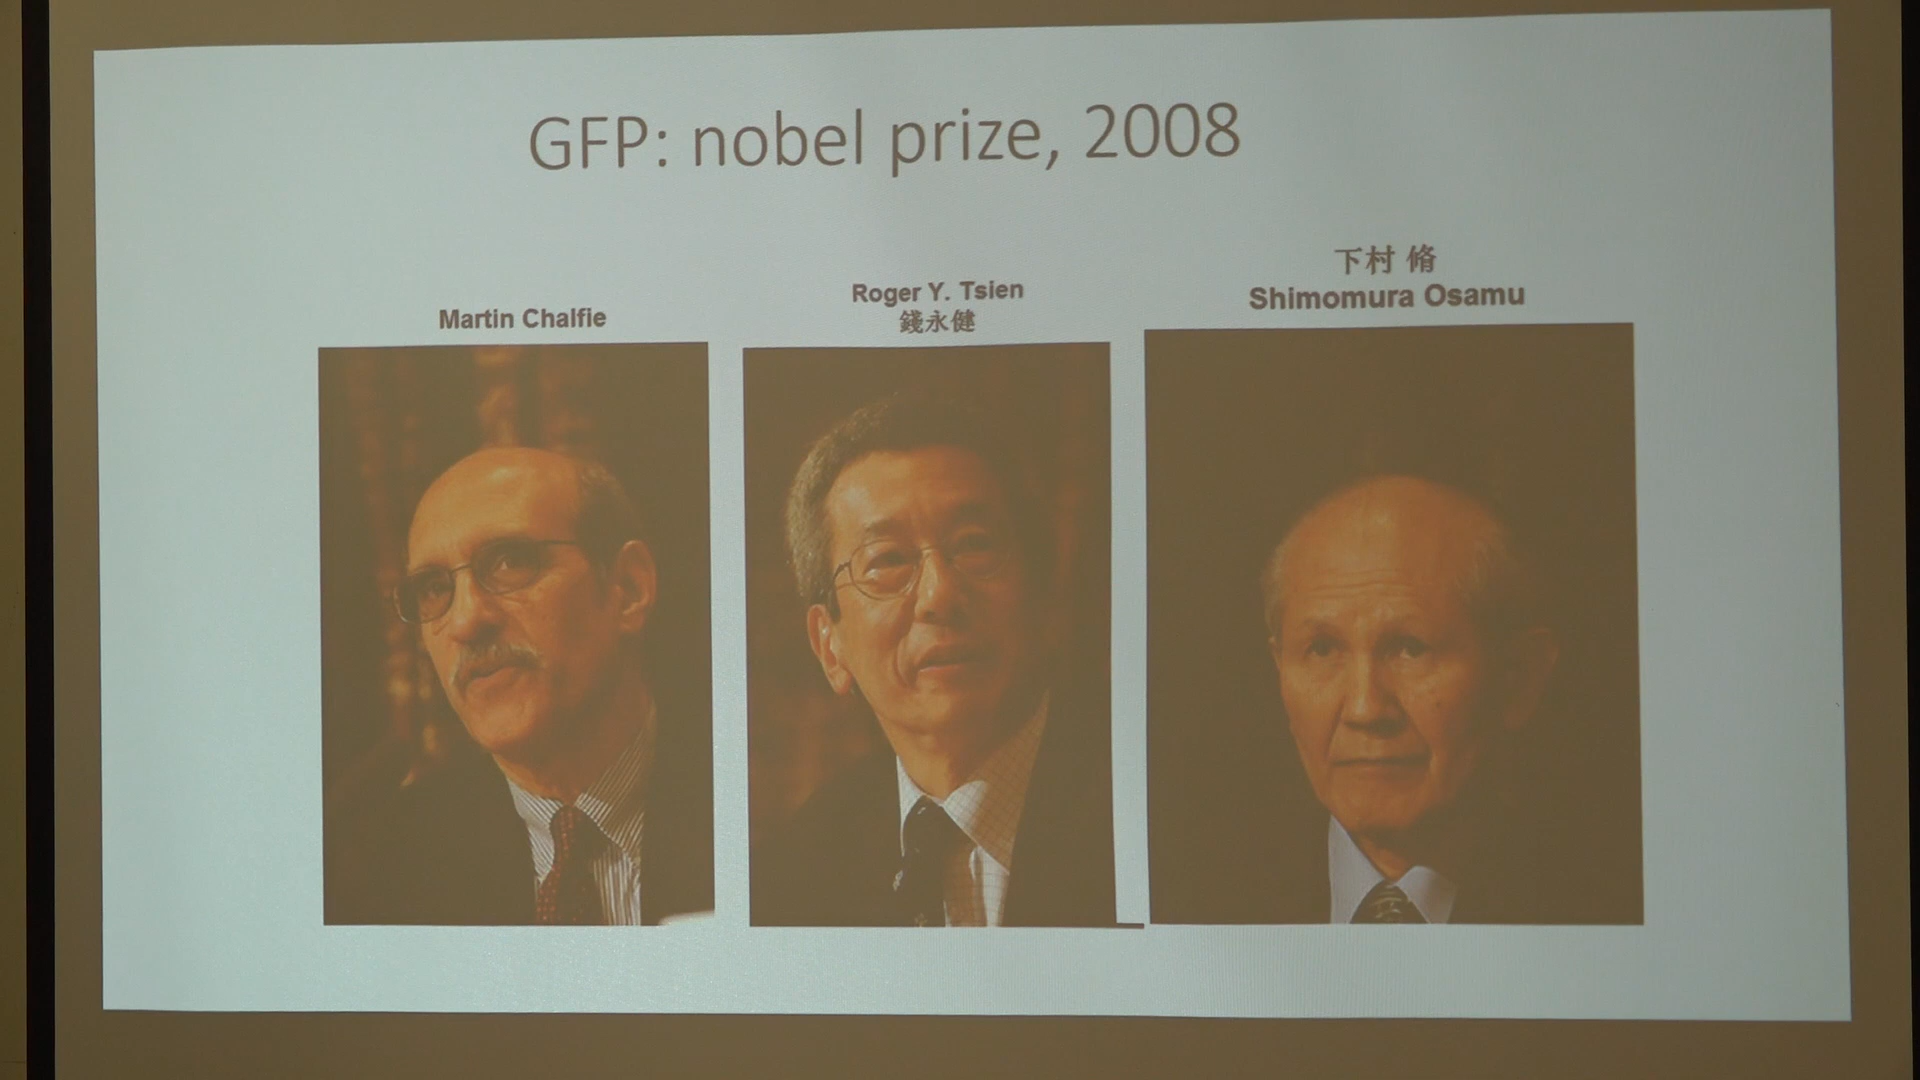 GFP: nobel prize, 2008
Martin Chalfie
Roger Y. Tsien
錢永健
下村 脩
Shimomura Osamu